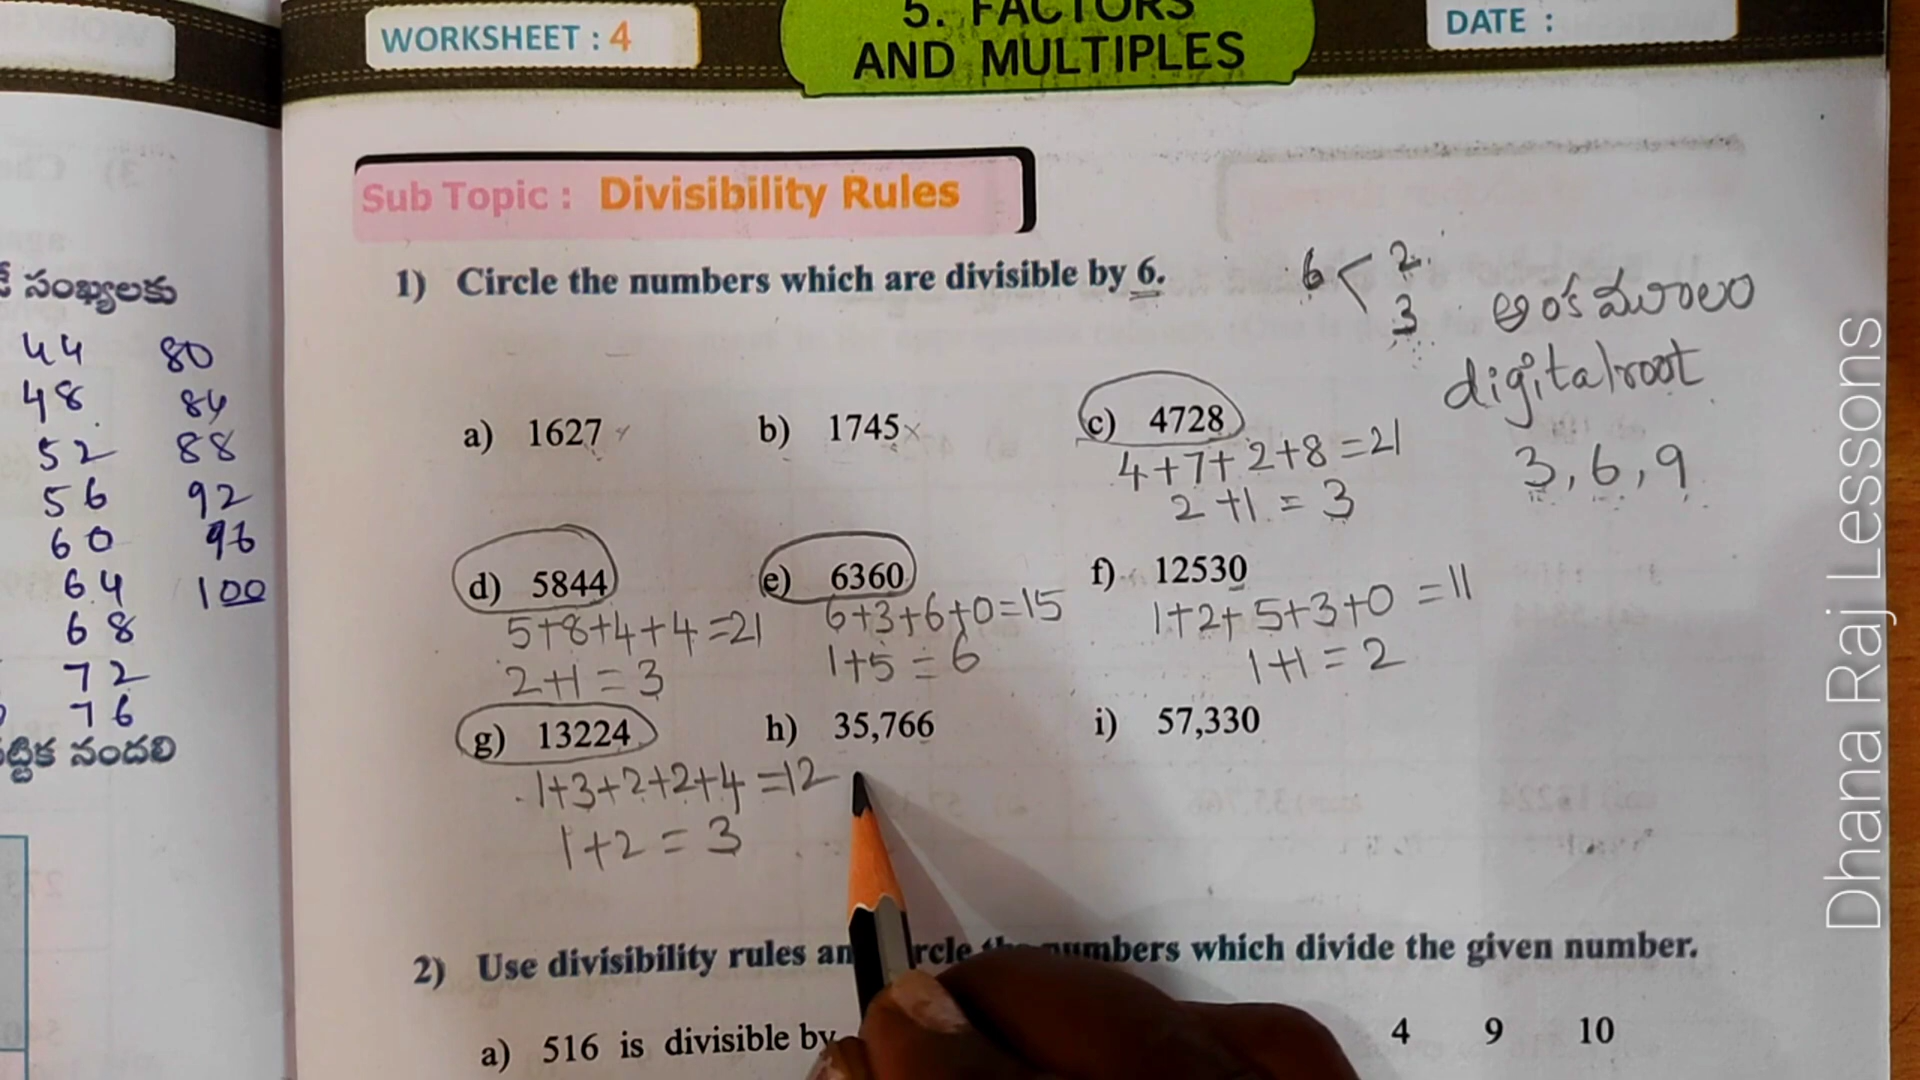 WORKSHEET : 4
5. FACTORS
AND MULTIPLES
DATE :
Sub Topic : Divisibility Rules
1) Circle the numbers which are divisible by 6.
6 < 2
3
అంకమూలం
digital root
3, 6, 9
a) 1627 x
b) 1745 x
c) 4728
4+7+2+8=21
2+1=3
d) 5844
5+8+4+4=21
2+1=3
e) 6360
6+3+6+0=15
1+5=6
f) 12530
1+2+5+3+0=11
1+1=2
g) 13224
1+3+2+2+4=12
1+2=3
h) 35,766
i) 57,330
2) Use divisibility rules numbers which divide the given number.
a) 516 is divisible by 4 9 10
సంఖ్యలకు
44 80
48 84
52 88
56 92
60 96
64 100
68
72
76
నందలి
Dhana Raj Lessons